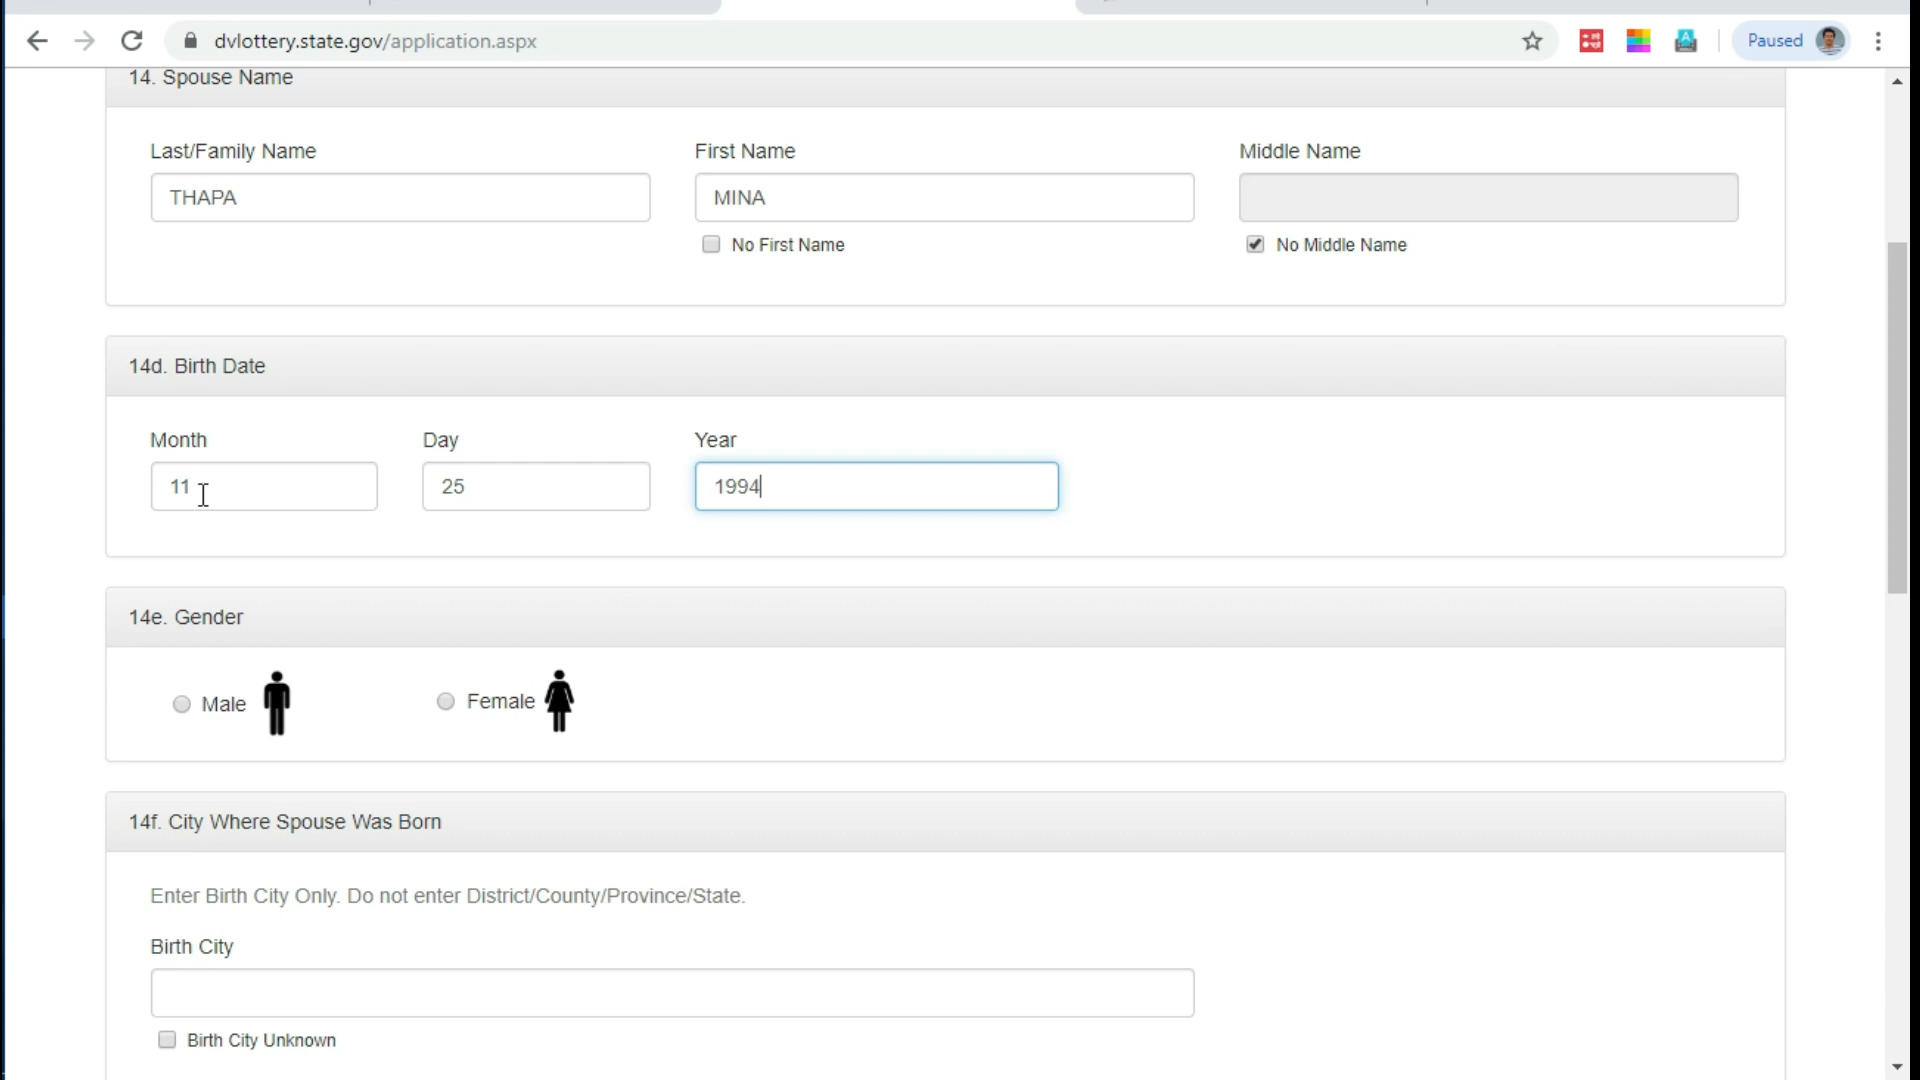 dvlottery.state.gov/application.aspx
Paused
14. Spouse Name
Last/Family Name
First Name
Middle Name
THAPA
MINA
No First Name
No Middle Name
14d. Birth Date
Month
Day
Year
11
25
1994
14e. Gender
Male
Female
14f. City Where Spouse Was Born
Enter Birth City Only. Do not enter District/County/Province/State.
Birth City
Birth City Unknown